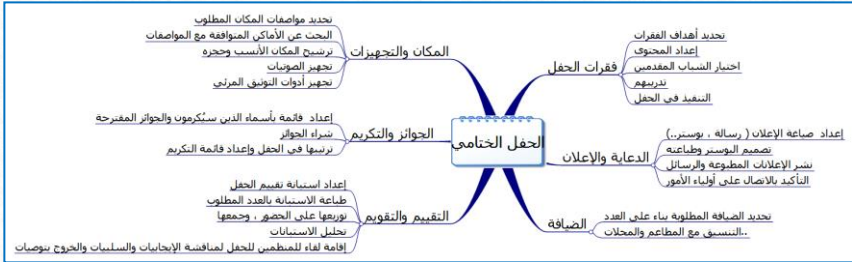 الحفل الختامي
فقرات الحفل
تحديد أهداف الفقرات
إعداد المحتوى
اختيار الشباب المقدمين
تدريبهم
التنفيذ في الحفل
الدعاية والإعلان
إعداد صياغة الإعلان ( رسالة ، بوستر..)
تصميم البوستر وطباعته
نشر الإعلانات المطبوعة والرسائل
التأكيد بالاتصال على أولياء الأمور
الضيافة
تحديد الضيافة المطلوبة بناء على العدد
..التنسيق مع المطاعم والمحلات
المكان والتجهيزات
تحديد مواصفات المكان المطلوب
البحث عن الأماكن المتوافقة مع المواصفات
ترشيح المكان الأنسب وحجزه
تجهيز الصوتيات
تجهيز أدوات التوثيق المرئي
الجوائز والتكريم
إعداد قائمة بأسماء الذين سيُكرمون والجوائز المقترحة
شراء الجوائز
ترتيبها في الحفل وإعداد قائمة التكريم
التقييم والتقويم
إعداد استبانة تقييم الحفل
طباعة الاستبانة بالعدد المطلوب
توزيعها على الحضور ، وجمعها
تحليل الاستبانات
إقامة لقاء للمنظمين للحفل لمناقشة الإيجابيات والسلبيات والخروج بتوصيات